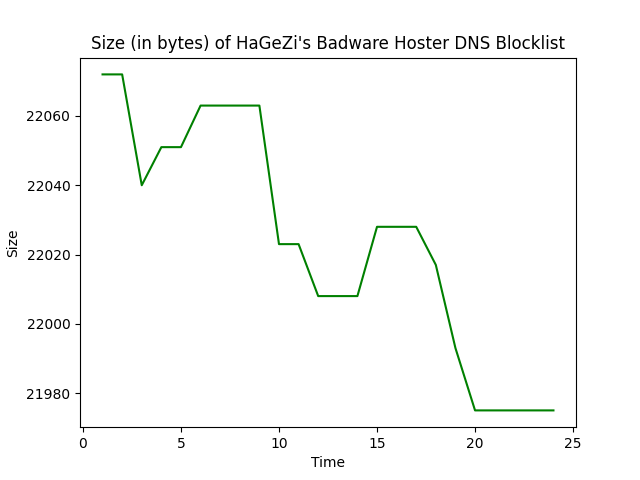 Size (in bytes) of HaGeZi's Badware Hoster DNS Blocklist
22060
22040
22020
22000
21980
Size
0 5 10 15 20 25
Time